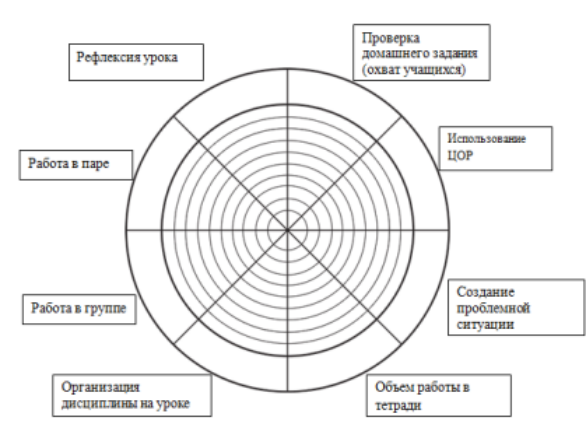 Рефлексия урока
Проверка
домашнего задания
(охват учащихся)
Использование
ЦОР
Работа в паре
Создание
проблемной
ситуации
Работа в группе
Организация
дисциплины на уроке
Объем работы в
тетради